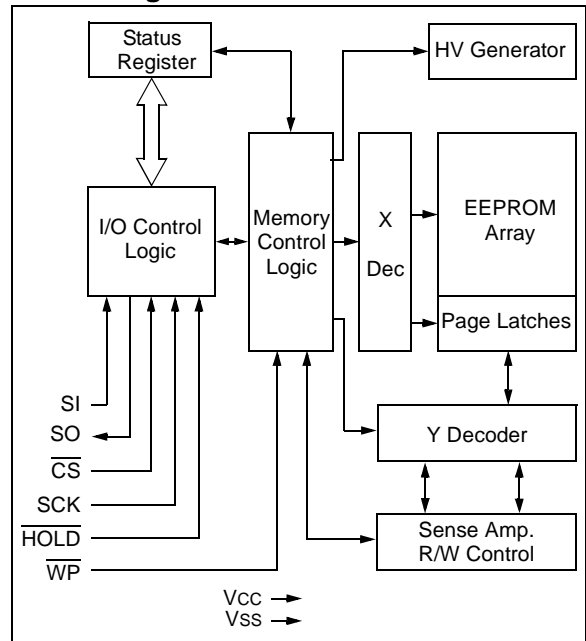 Status
Register
HV Generator
I/O Control
Logic
Memory
Control
Logic
X
Dec
EEPROM
Array
Page Latches
Y Decoder
Sense Amp.
R/W Control
SI
SO
CS
SCK
HOLD
WP
VCC
VSS